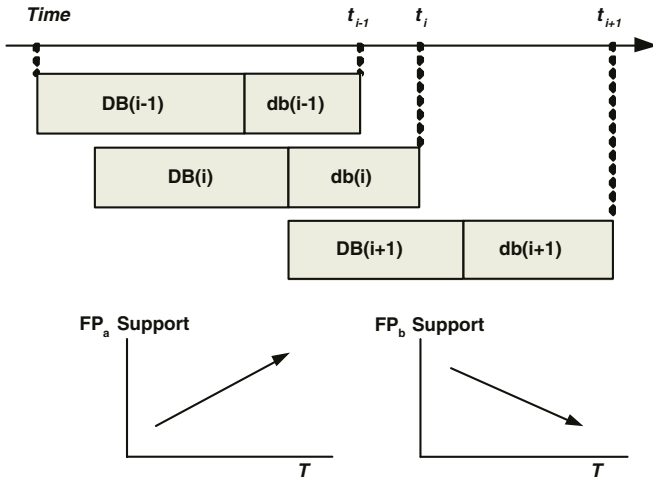 Time t_{i-1} t_i t_{i+1}
DB(i-1) db(i-1)
DB(i) db(i)
DB(i+1) db(i+1)
FP_a Support FP_b Support
T T